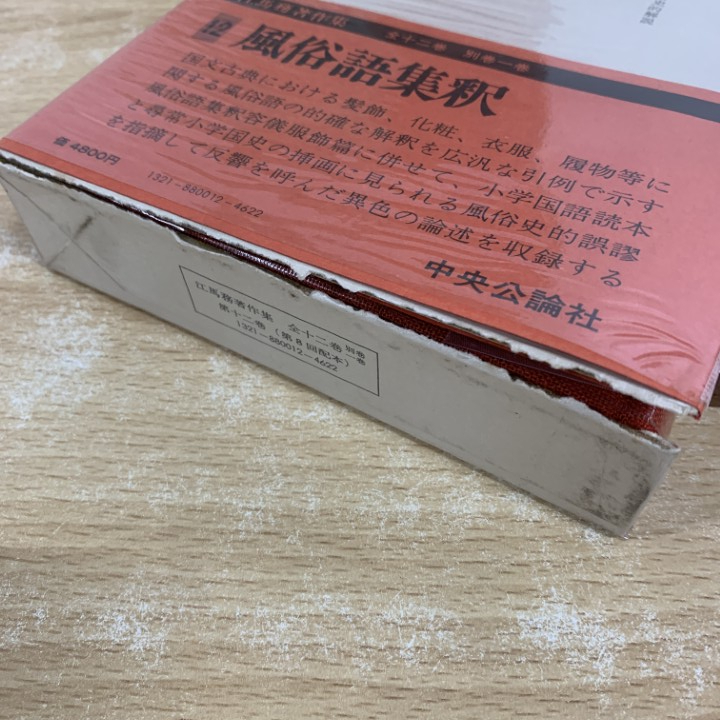 馬務著作集 全十二巻 別巻一巻
風俗語集釈
国文古典における髪飾、化粧、衣服、履物等に
関する風俗語の的確な解釈を広汎な引例で示す
風俗語集釈容儀服飾篇に併せて、小学国語読本
と尋常小学国史の挿画に見られる風俗史的誤謬
を指摘して反響を呼んだ異色の論述を収録する
価4800円
1321-880012-4622
中央公論社
江馬務著作集 全十二巻 別巻一巻
第十二巻（第8回配本）
1321-880012-4622